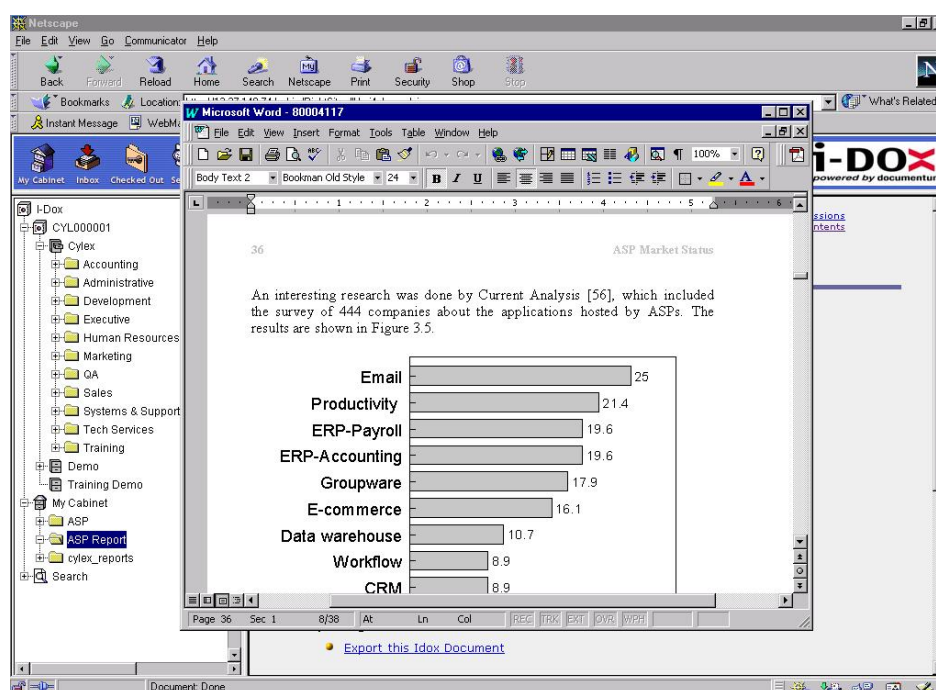 Netscape
File Edit View Go Communicator Help
Back Forward Reload Home Search Netscape Print Security Shop Stop
Bookmarks Location: What's Related
Instant Message
Microsoft Word - 80004117
File Edit View Insert Format Tools Table Window Help
100%
Body Text 2 Bookman Old Style 24 B I U
My Cabinet Inbox Checked Out
i-DOX
powered by documentum
I-Dox
CYL000001
Cylex
Accounting
Administrative
Development
Executive
Human Resources
Marketing
QA
Sales
Systems & Support
Tech Services
Training
Demo
Training Demo
My Cabinet
ASP
ASP Report
cylex_reports
Search
1 2 3 4 5 6
36 ASP Market Status
An interesting research was done by Current Analysis [56], which included
the survey of 444 companies about the applications hosted by ASPs. The
results are shown in Figure 3.5.
Email 25
Productivity 21.4
ERP-Payroll 19.6
ERP-Accounting 19.6
Groupware 17.9
E-commerce 16.1
Data warehouse 10.7
Workflow 8.9
CRM 8.9
Page 36 Sec 1 8/38 At Ln Col REC TRK EXT OVR WPH
Export this Idox Document
Document: Done